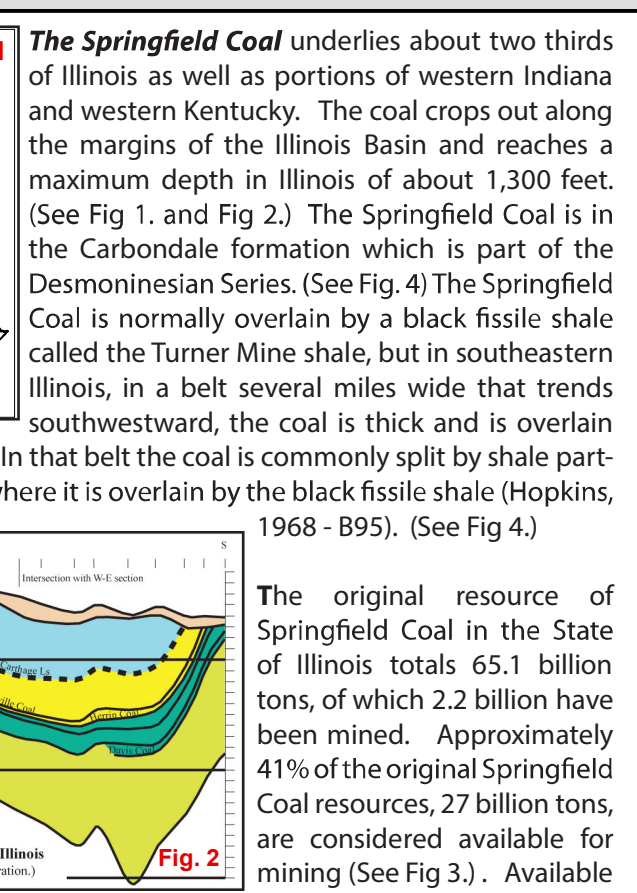 The Springfield Coal underlies about two thirds
of Illinois as well as portions of western Indiana
and western Kentucky. The coal crops out along
the margins of the Illinois Basin and reaches a
maximum depth in Illinois of about 1,300 feet.
(See Fig 1. and Fig 2.) The Springfield Coal is in
the Carbondale formation which is part of the
Desmoninesian Series. (See Fig. 4) The Springfield
Coal is normally overlain by a black fissile shale
called the Turner Mine shale, but in southeastern
Illinois, in a belt several miles wide that trends
southwestward, the coal is thick and is overlain
In that belt the coal is commonly split by shale part-
where it is overlain by the black fissile shale (Hopkins,
1968 - B95). (See Fig 4.)
The original resource of
Springfield Coal in the State
of Illinois totals 65.1 billion
tons, of which 2.2 billion have
been mined. Approximately
41% of the original Springfield
Coal resources, 27 billion tons,
are considered available for
mining (See Fig 3.) . Available
S
Intersection with W-E section
Carthage Ls
ville Coal
Herrin Coal
Davis Coal
Illinois
ration.)
Fig. 2